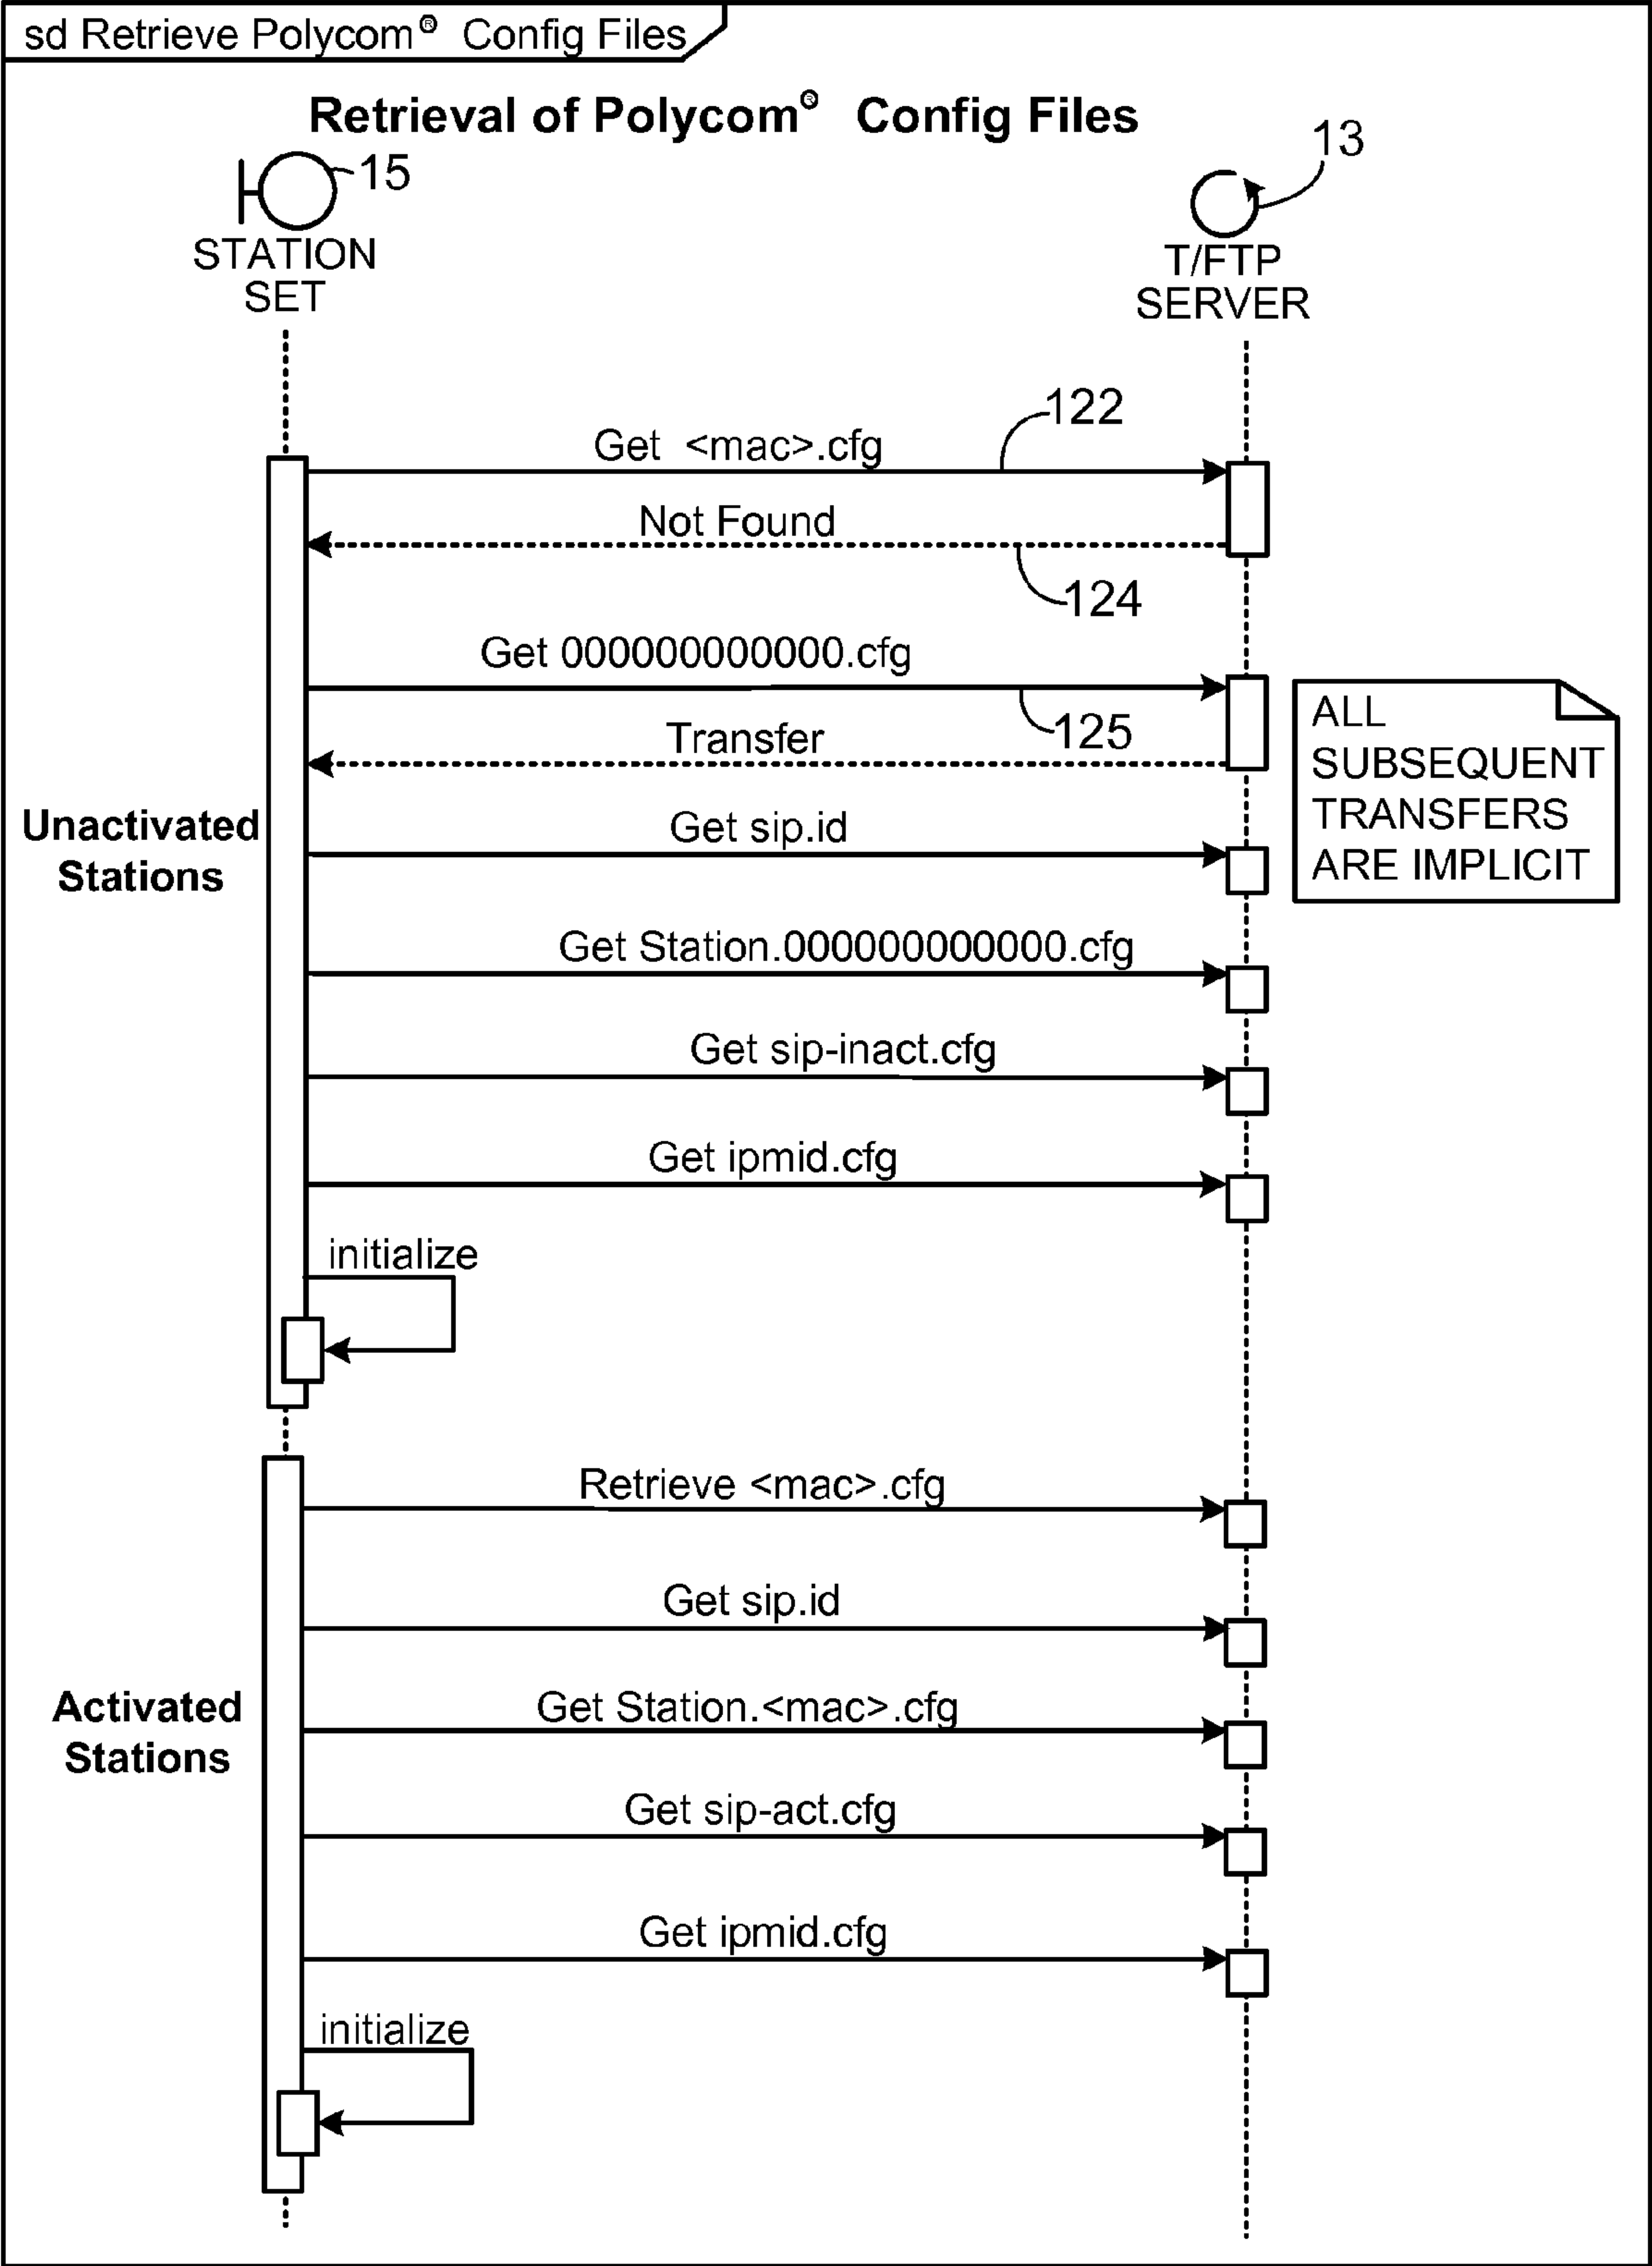 sd Retrieve Polycom® Config Files
Retrieval of Polycom® Config Files
15
13
STATION
SET
T/FTP
SERVER
122
Get <mac>.cfg
Not Found
124
Get 000000000000.cfg
125
Transfer
ALL
SUBSEQUENT
TRANSFERS
ARE IMPLICIT
Unactivated
Stations
Get sip.id
Get Station.000000000000.cfg
Get sip-inact.cfg
Get ipmid.cfg
initialize
Retrieve <mac>.cfg
Get sip.id
Activated
Stations
Get Station.<mac>.cfg
Get sip-act.cfg
Get ipmid.cfg
initialize